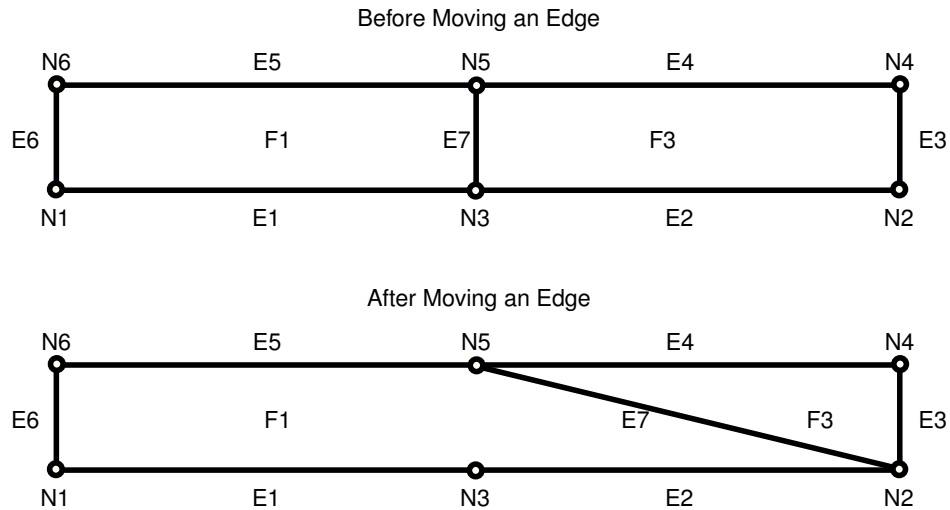 Before Moving an Edge
N6 E5 N5 E4 N4
E6 F1 E7 F3 E3
N1 E1 N3 E2 N2
After Moving an Edge
N6 E5 N5 E4 N4
E6 F1 E7 F3 E3
N1 E1 N3 E2 N2